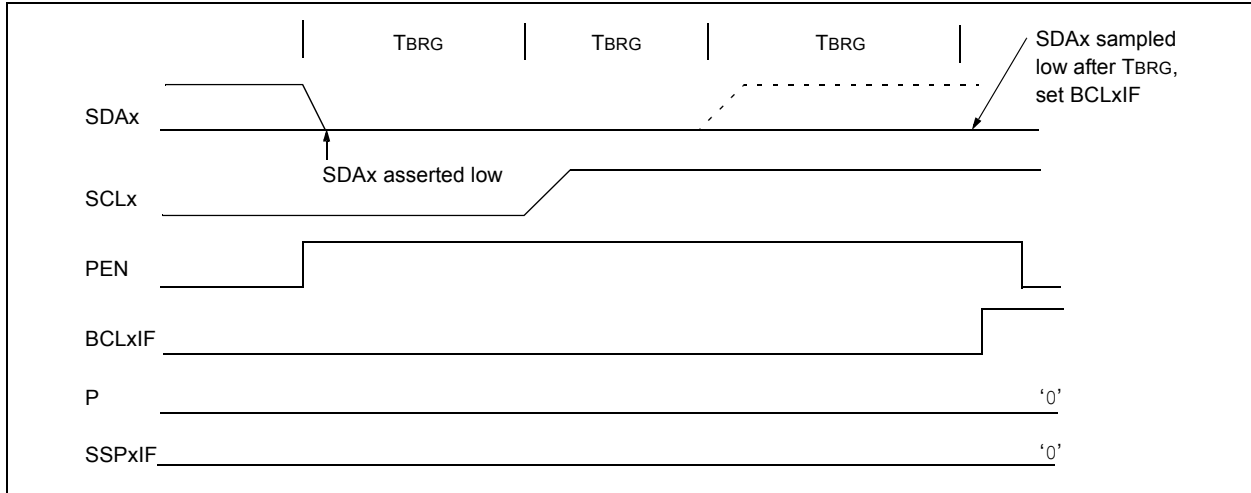 TBRG TBRG TBRG
SDAx sampled
low after TBRG,
set BCLxIF
SDAx
SDAx asserted low
SCLx
PEN
BCLxIF
P ‘0’
SSPxIF ‘0’